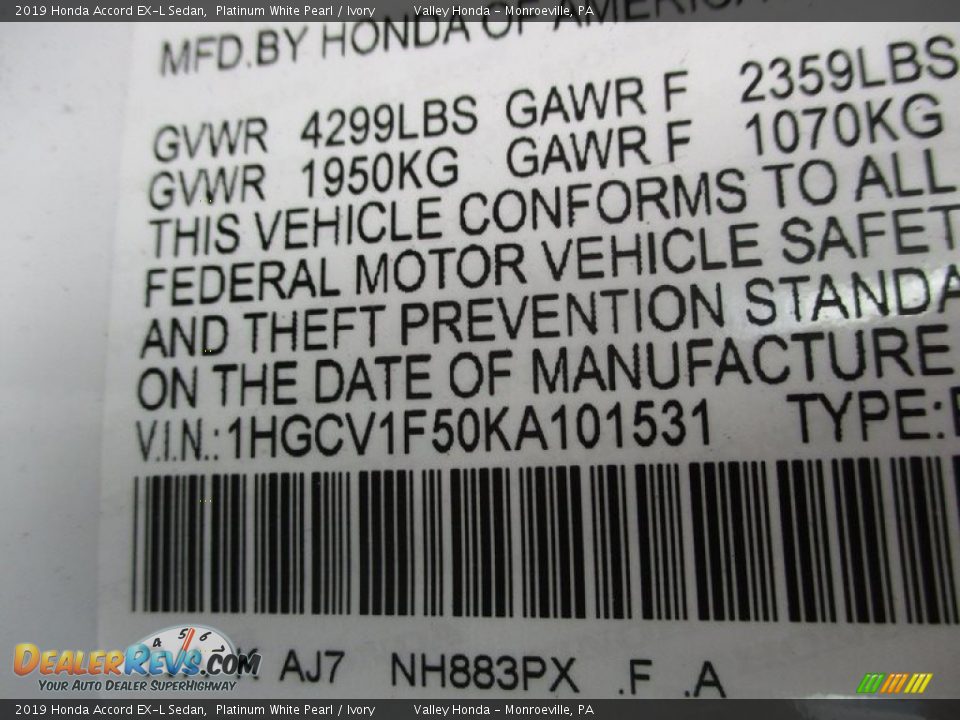 2019 Honda Accord EX-L Sedan, Platinum White Pearl / Ivory Valley Honda - Monroeville, PA
MFD.BY HONDA OF AMERICA
GVWR 4299LBS GAWR F 2359LBS
GVWR 1950KG GAWR F 1070KG
THIS VEHICLE CONFORMS TO ALL
FEDERAL MOTOR VEHICLE SAFET
AND THEFT PREVENTION STANDA
ON THE DATE OF MANUFACTURE
V.I.N.: 1HGCV1F50KA101531 TYPE:
AJ7 NH883PX .F .A
4 5 6
DealerRevs.com
Your Auto Dealer SuperHighway
2019 Honda Accord EX-L Sedan, Platinum White Pearl / Ivory Valley Honda - Monroeville, PA